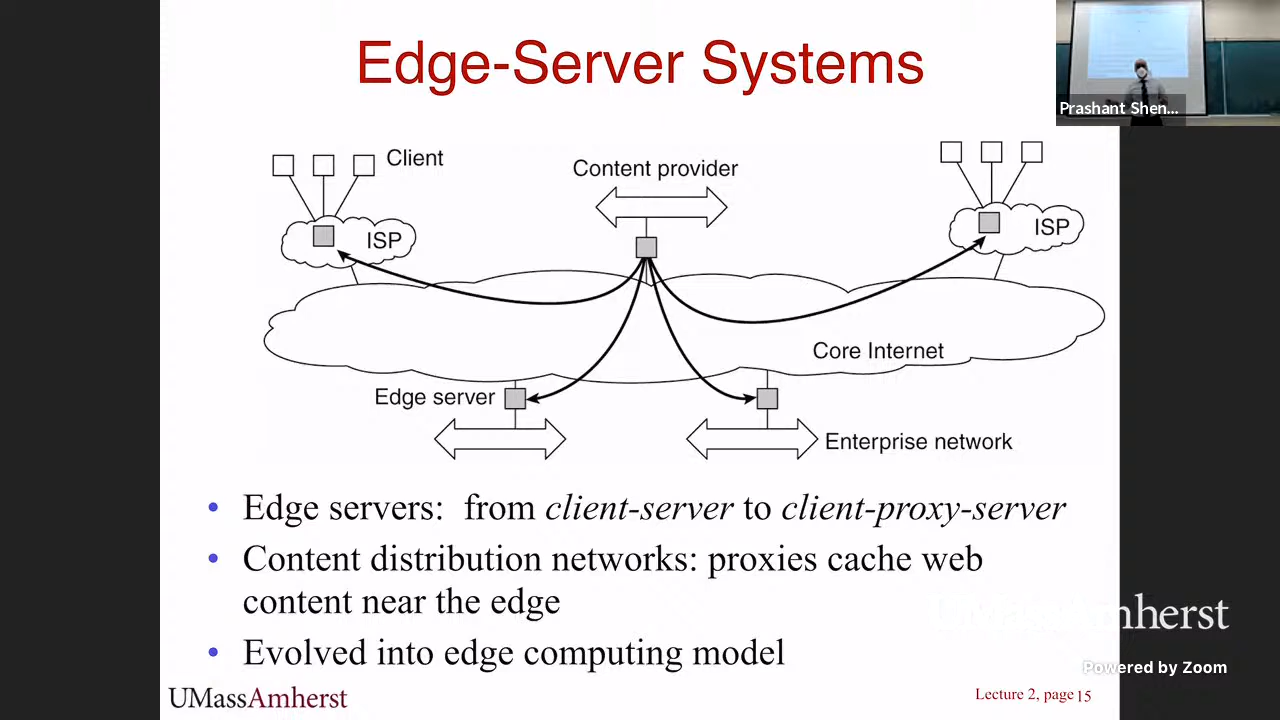 Edge-Server Systems
Prashant Shen...
Client
Content provider
ISP
ISP
Core Internet
Edge server
Enterprise network
• Edge servers: from client-server to client-proxy-server
• Content distribution networks: proxies cache web
content near the edge
• Evolved into edge computing model
UMassAmherst
Powered by Zoom
UMassAmherst
Lecture 2, page 15